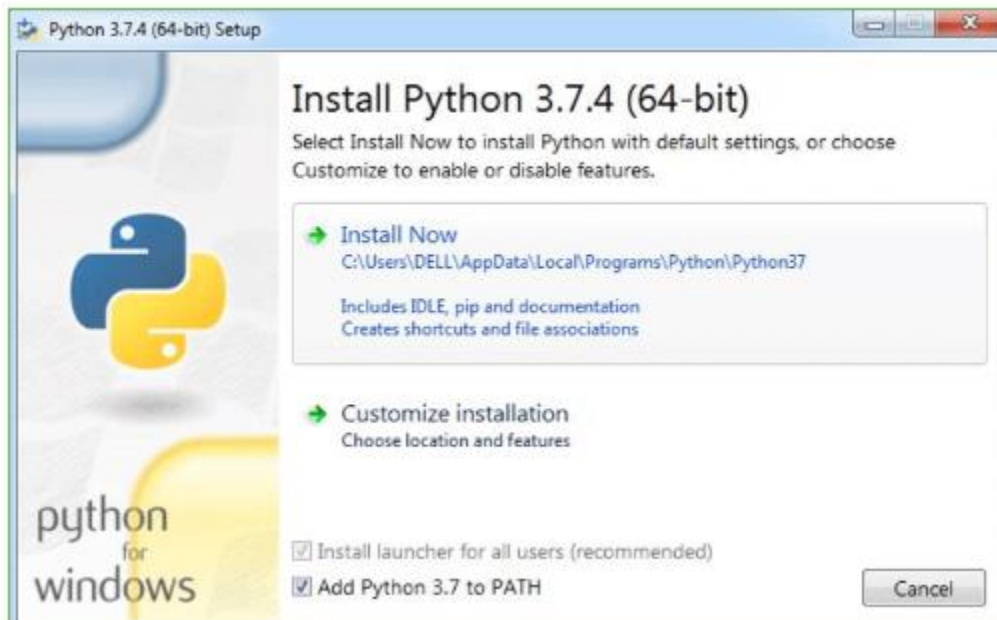 Python 3.7.4 (64-bit) Setup
Install Python 3.7.4 (64-bit)
Select Install Now to install Python with default settings, or choose
Customize to enable or disable features.
Install Now
C:\Users\DELL\AppData\Local\Programs\Python\Python37
Includes IDLE, pip and documentation
Creates shortcuts and file associations
Customize installation
Choose location and features
python
for
windows
Install launcher for all users (recommended)
Add Python 3.7 to PATH
Cancel